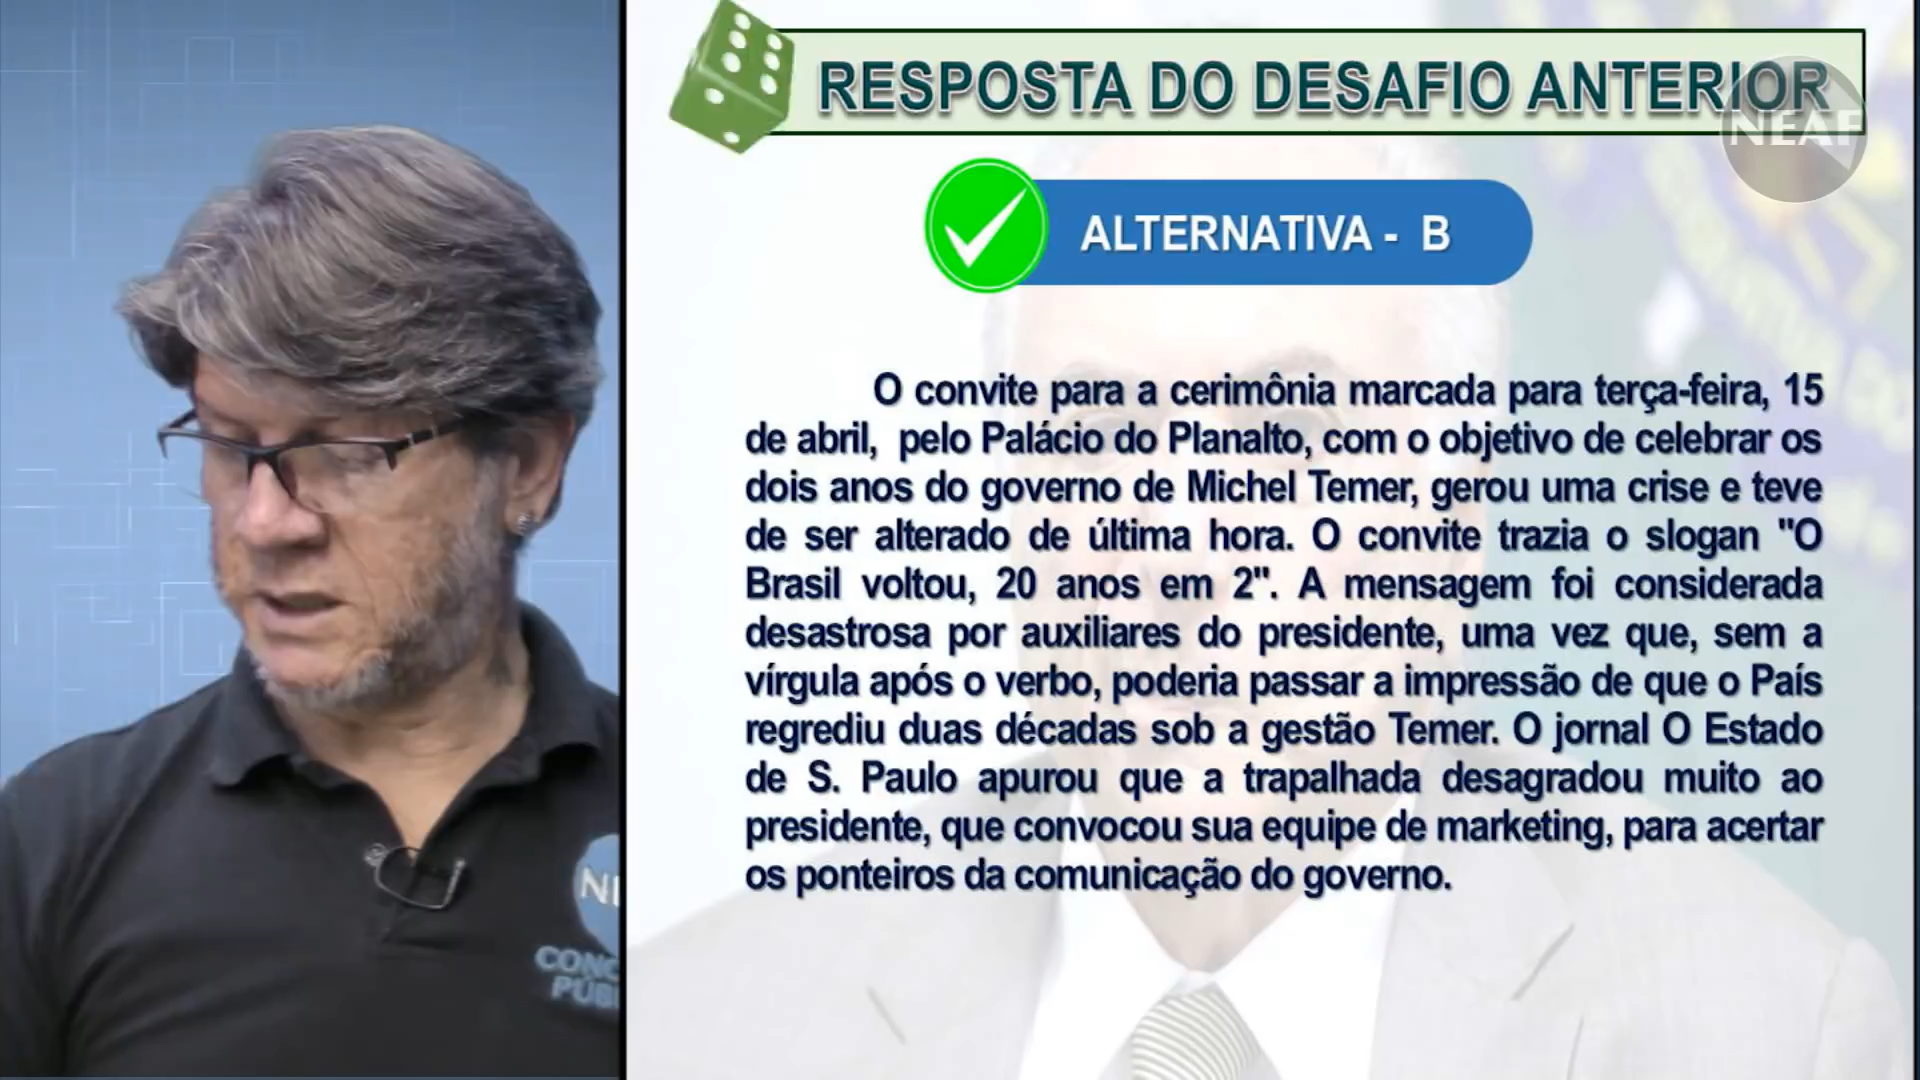 RESPOSTA DO DESAFIO ANTERIOR
NEAF
ALTERNATIVA - B
O convite para a cerimônia marcada para terça-feira, 15
de abril, pelo Palácio do Planalto, com o objetivo de celebrar os
dois anos do governo de Michel Temer, gerou uma crise e teve
de ser alterado de última hora. O convite trazia o slogan "O
Brasil voltou, 20 anos em 2". A mensagem foi considerada
desastrosa por auxiliares do presidente, uma vez que, sem a
vírgula após o verbo, poderia passar a impressão de que o País
regrediu duas décadas sob a gestão Temer. O jornal O Estado
de S. Paulo apurou que a trapalhada desagradou muito ao
presidente, que convocou sua equipe de marketing, para acertar
os ponteiros da comunicação do governo.